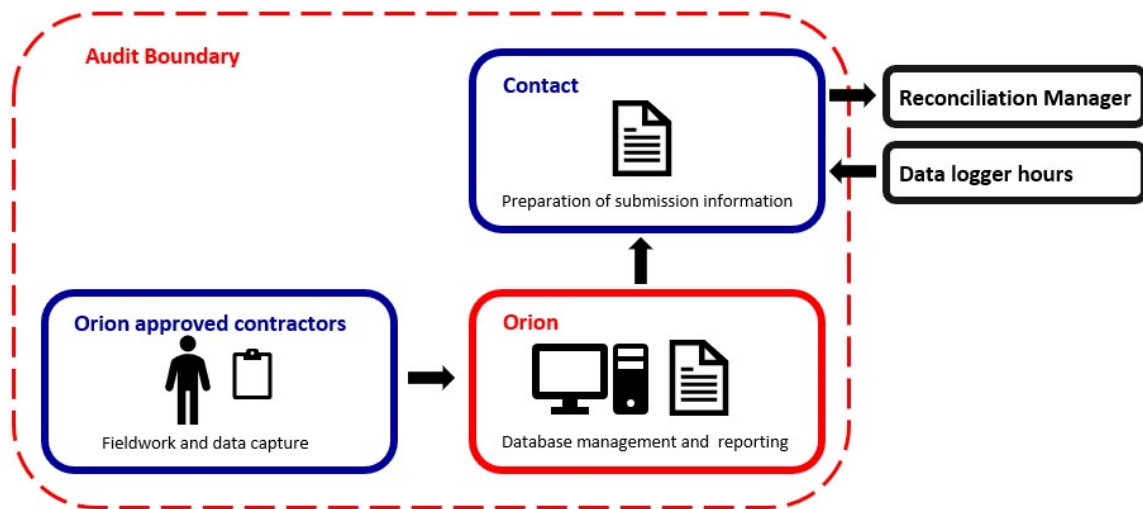 Audit Boundary
Contact
Preparation of submission information
Reconciliation Manager
Data logger hours
Orion approved contractors
Fieldwork and data capture
Orion
Database management and reporting